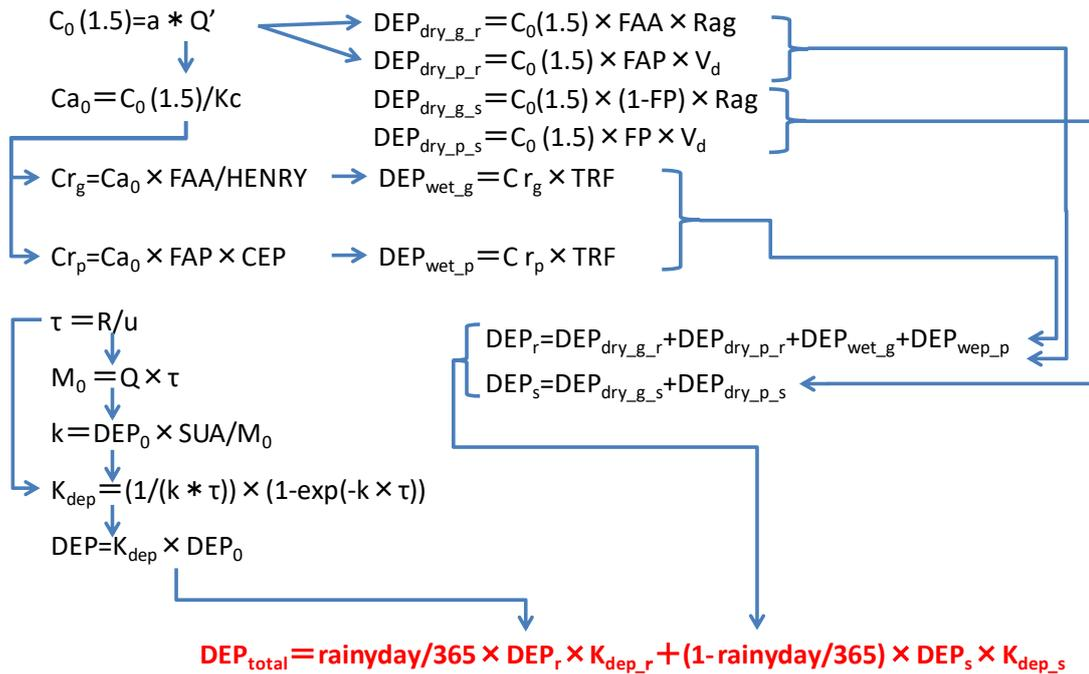 C₀ (1.5)=a * Q’
DEP_dry_g_r＝C₀(1.5) × FAA × Rag
DEP_dry_p_r＝C₀ (1.5) × FAP × V_d
Ca₀＝C₀ (1.5)/Kc
DEP_dry_g_s＝C₀(1.5) × (1-FP) × Rag
DEP_dry_p_s＝C₀ (1.5) × FP × V_d
Cr_g=Ca₀ × FAA/HENRY
DEP_wet_g＝C r_g × TRF
Cr_p=Ca₀ × FAP × CEP
DEP_wet_p＝C r_p × TRF
τ＝R/u
M₀ ＝Q × τ
k＝DEP₀ × SUA/M₀
K_dep＝(1/(k * τ)) × (1-exp(-k × τ))
DEP=K_dep × DEP₀
DEP_r=DEP_dry_g_r+DEP_dry_p_r+DEP_wet_g+DEP_wep_p
DEP_s=DEP_dry_g_s+DEP_dry_p_s
DEP_total＝rainyday/365 × DEP_r × K_dep_r＋(1- rainyday/365) × DEP_s × K_dep_s